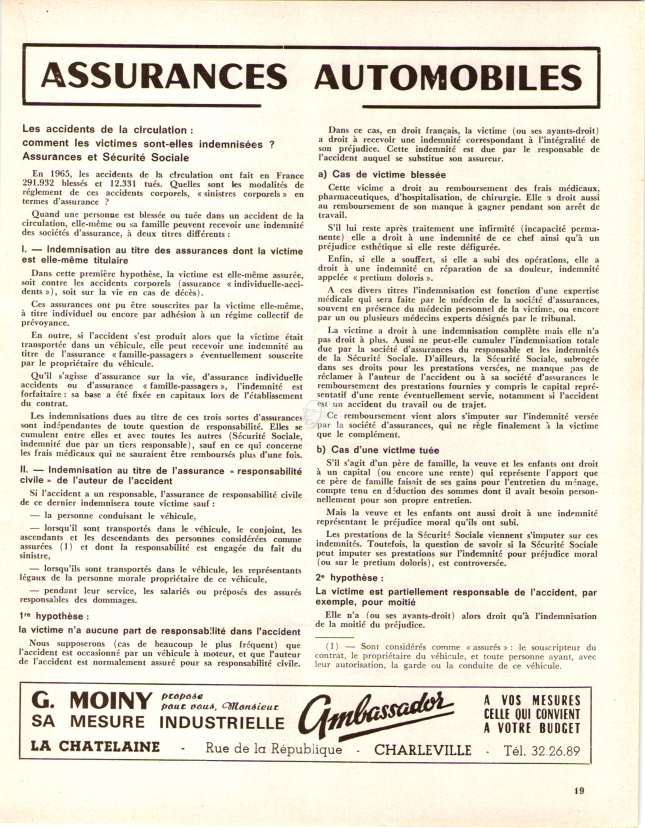 ASSURANCES AUTOMOBILES
Les accidents de la circulation :
comment les victimes sont-elles indemnisées ?
Assurances et Sécurité Sociale
En 1965, les accidents de la circulation ont fait en France
291.932 blessés et 12.331 tués. Quelles sont les modalités de
réglement de ces accidents corporels, « sinistres corporels » en
termes d'assurance ?
Quand une personne est blessée ou tuée dans un accident de la
circulation, elle-même ou sa famille peuvent recevoir une indemnité
des sociétés d'assurance, à deux titres différents :
I. — Indemnisation au titre des assurances dont la victime
est elle-même titulaire
Dans cette première hypothèse, la victime est elle-même assurée,
soit contre les accidents corporels (assurance « individuelle-acci-
dents »), soit sur la vie en cas de décès).
Ces assurances ont pu être souscrites par la victime elle-même,
à titre individuel ou encore par adhésion à un régime collectif de
prévoyance.
En outre, si l'accident s'est produit alors que la victime était
transportée dans un véhicule, elle peut recevoir une indemnité au
titre de l'assurance « famille-passagers » éventuellement souscrite
par le propriétaire du véhicule.
Qu'il s'agisse d'assurance sur la vie, d'assurance individuelle
accidents ou d'assurance « famille-passagers », l'indemnité est
forfaitaire : sa base a été fixée en capitaux lors de l'établissement
du contrat.
Les indemnisations dues au titre de ces trois sortes d'assurances
sont indépendantes de toute question de responsabilité. Elles se
cumulent entre elles et avec toutes les autres (Sécurité Sociale,
indemnité due par un tiers responsable), sauf en ce qui concerne
les frais médicaux qui ne sauraient être remboursés plus d'une fois.
II. — Indemnisation au titre de l'assurance « responsabilité
civile » de l'auteur de l'accident
Si l'accident a un responsable, l'assurance de responsabilité civile
de ce dernier indemnisera toute victime sauf :
— la personne conduisant le véhicule,
— lorsqu'il sont transportés dans le véhicule, le conjoint, les
ascendants et les descendants des personnes considérées comme
assurées (1) et dont la responsabilité est engagée du fait du
sinistre,
— lorsqu'ils sont transportés dans le véhicule, les représentants
légaux de la personne morale propriétaire de ce véhicule,
— pendant leur service, les salariés ou préposés des assurés
responsables des dommages.
1re hypothèse :
la victime n'a aucune part de responsabilité dans l'accident
Nous supposerons (cas de beaucoup le plus fréquent) que
l'accident est occasionné par un véhicule à moteur, et que l'auteur
de l'accident est normalement assuré pour sa responsabilité civile.
Dans ce cas, en droit français, la victime (ou ses ayants-droit)
a droit à recevoir une indemnité correspondant à l'intégralité de
son préjudice. Cette indemnité est due par le responsable de
l'accident auquel se substitue son assureur.
a) Cas de victime blessée
Cette vicime a droit au remboursement des frais médicaux,
pharmaceutiques, d'hospitalisation, de chirurgie. Elle a droit aussi
au remboursement de son manque à gagner pendant son arrêt de
travail.
S'il lui reste après traitement une infirmité (incapacité perma-
nente) elle a droit à une indemnité de ce chef ainsi qu'à un
préjudice esthétique si elle reste défigurée.
Enfin, si elle a souffert, si elle a subi des opérations, elle a
droit à une indemnité en réparation de sa douleur, indemnité
appelée « pretium doloris ».
A ces divers titres l'indemnisation est fonction d'une expertise
médicale qui sera faite par le médecin de la société d'assurances,
souvent en présence du médecin personnel de la victime, ou encore
par un ou plusieurs médecins experts désignés par le tribunal.
La victime a droit à une indemnisation complète mais elle n'a
pas droit à plus. Aussi ne peut-elle cumuler l'indemnisation totale
due par la société d'assurances du responsable et les indemnités
de la Sécurité Sociale. D'ailleurs, la Sécurité Sociale, subrogée
dans ses droits pour les prestations versées, ne manque pas de
réclamer à l'auteur de l'accident ou à sa société d'assurances le
remboursement des prestations fournies y compris le capital repré-
sentatif d'une rente éventuellement servie, notamment si l'accident
est un accident du travail ou de trajet.
Ce remboursement vient alors s'imputer sur l'indemnité versée
par la société d'assurances, qui ne règle finalement à la victime
que le complément.
b) Cas d'une victime tuée
S'il s'agit d'un père de famille, la veuve et les enfants ont droit
à un capital (ou encore une rente) qui représente l'apport que
ce père de famille faisait de ses gains pour l'entretien du ménage,
compte tenu en déduction des sommes dont il avait besoin person-
nellement pour son propre entretien.
Mais la veuve et les enfants ont aussi droit à une indemnité
représentant le préjudice moral qu'ils ont subi.
Les prestations de la Sécurité Sociale viennent s'imputer sur ces
indemnités. Toutefois, la question de savoir si la Sécurité Sociale
peut imputer ses prestations sur l'indemnité pour préjudice moral
(ou sur le pretium doloris), est controversée.
2e hypothèse :
La victime est partiellement responsable de l'accident, par
exemple, pour moitié
Elle n'a (ou ses ayants-droit) alors droit qu'à l'indemnisation
de la moitié du préjudice.
(1) — Sont considérés comme « assurés » : le souscripteur du
contrat, le propriétaire du véhicule, et toute personne ayant, avec
leur autorisation, la garde ou la conduite de ce véhicule.
G. MOINY propose
pour vous, Monsieur
SA MESURE INDUSTRIELLE
Ambassador
A VOS MESURES
CELLE QUI CONVIENT
A VOTRE BUDGET
LA CHATELAINE - Rue de la République - CHARLEVILLE - Tél. 32.26.89
19